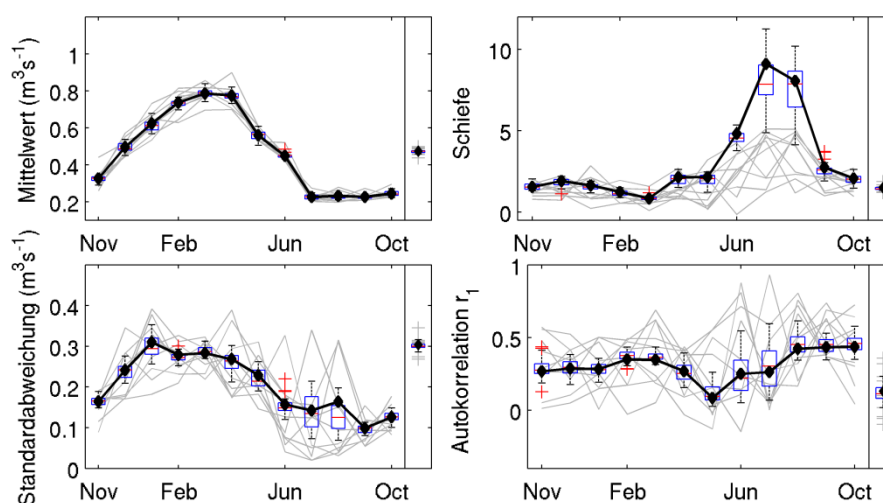 Mittelwert (m³s⁻¹)
1
0.8
0.6
0.4
0.2
Nov Feb Jun Oct
Schiefe
10
5
0
Nov Feb Jun Oct
Standardabweichung (m³s⁻¹)
0.4
0.3
0.2
0.1
0
Nov Feb Jun Oct
Autokorrelation r₁
1
0.5
0
Nov Feb Jun Oct